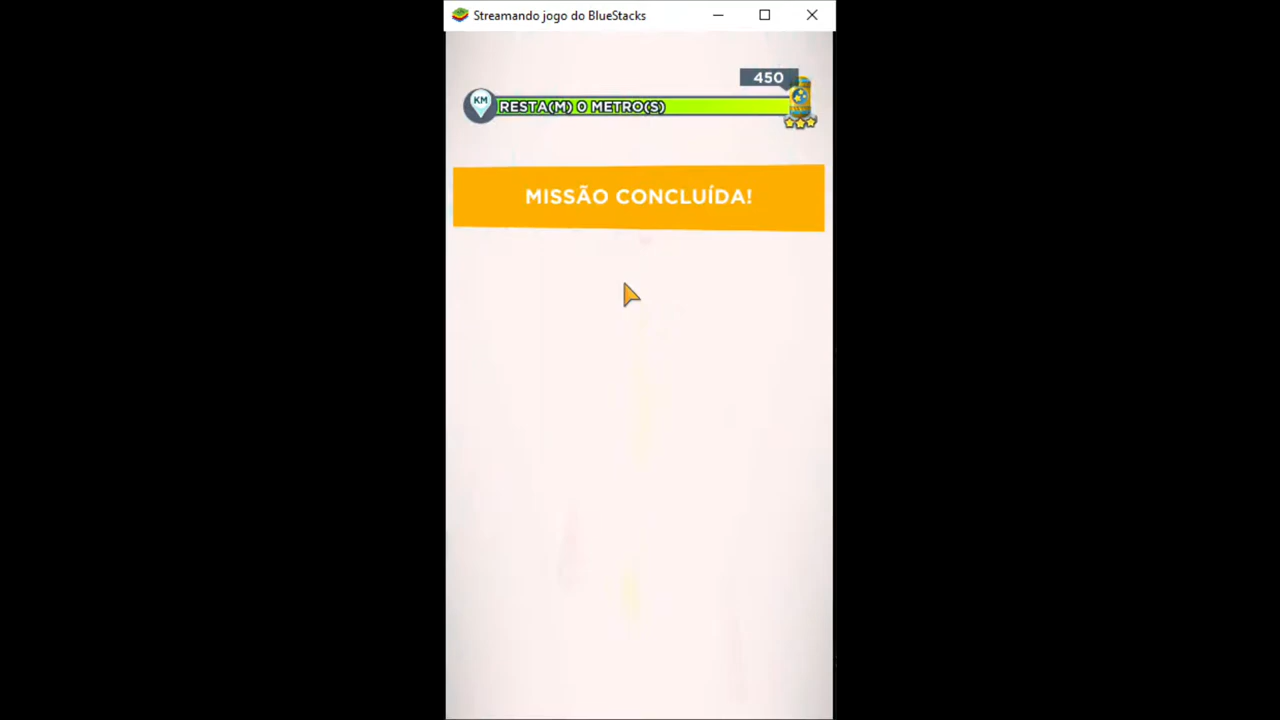 Streamando jogo do BlueStacks
450
KM
RESTA(M) 0 METRO(S)
MISSÃO CONCLUÍDA!